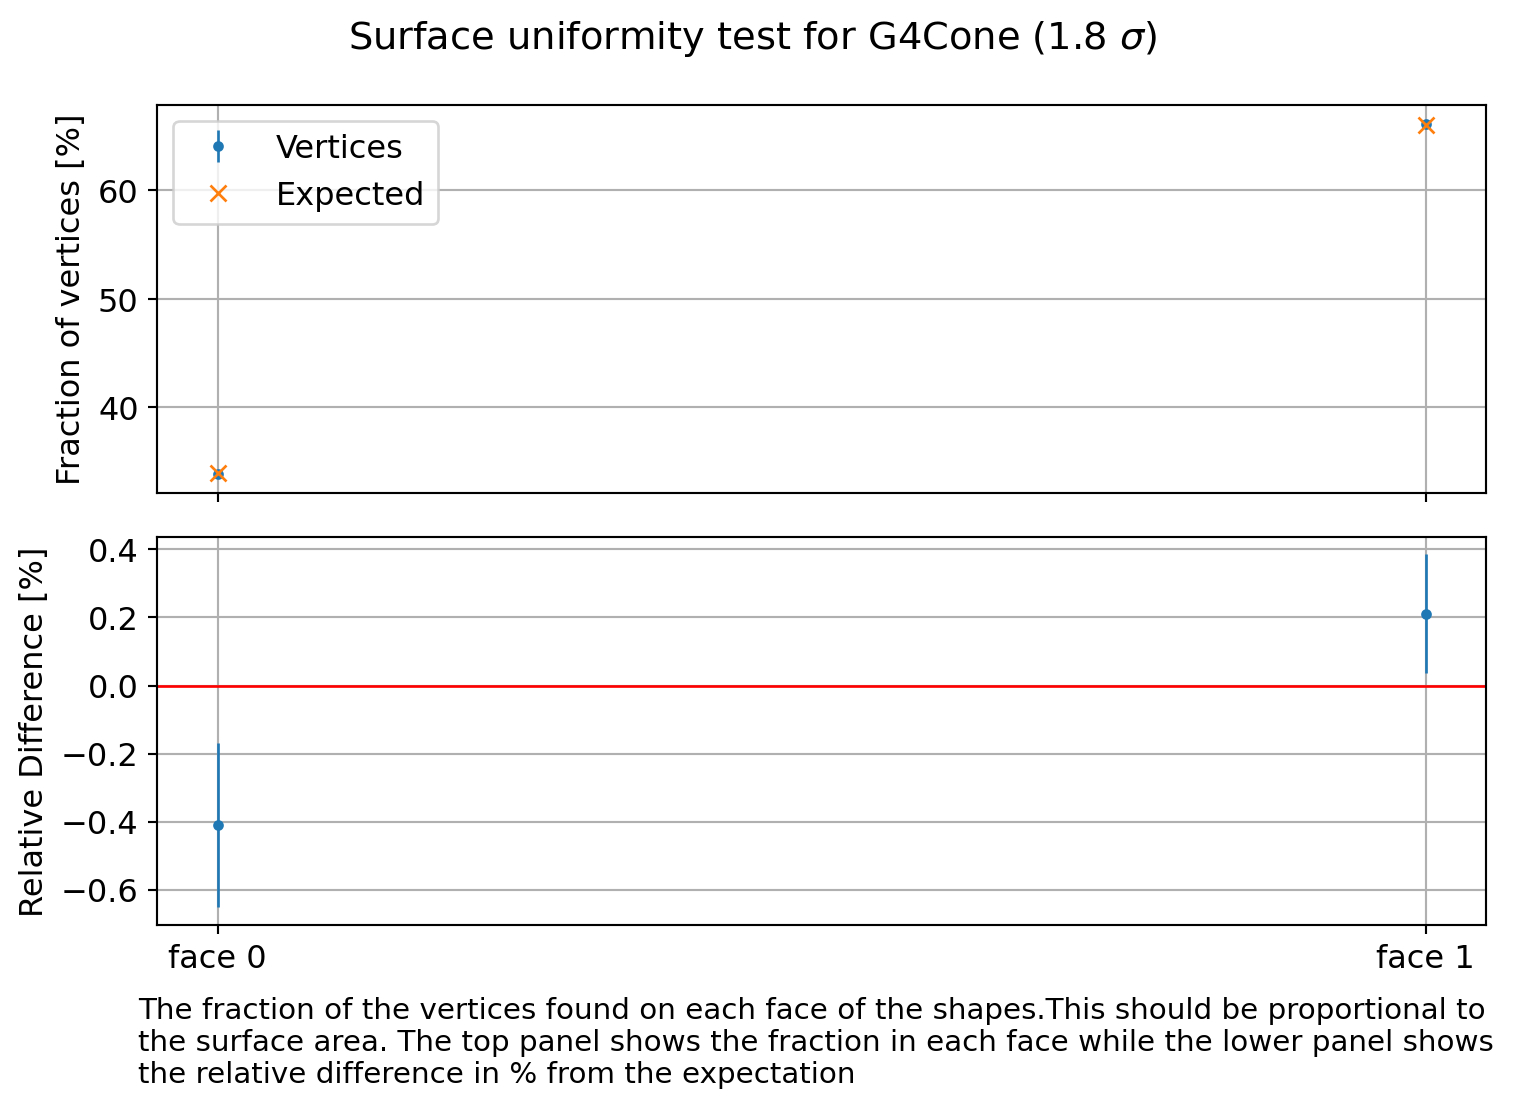 Surface uniformity test for G4Cone (1.8 σ)
Fraction of vertices [%]
60
50
40
Vertices
Expected
Relative Difference [%]
0.4
0.2
0.0
−0.2
−0.4
−0.6
face 0
face 1
The fraction of the vertices found on each face of the shapes.This should be proportional to
the surface area. The top panel shows the fraction in each face while the lower panel shows
the relative difference in % from the expectation